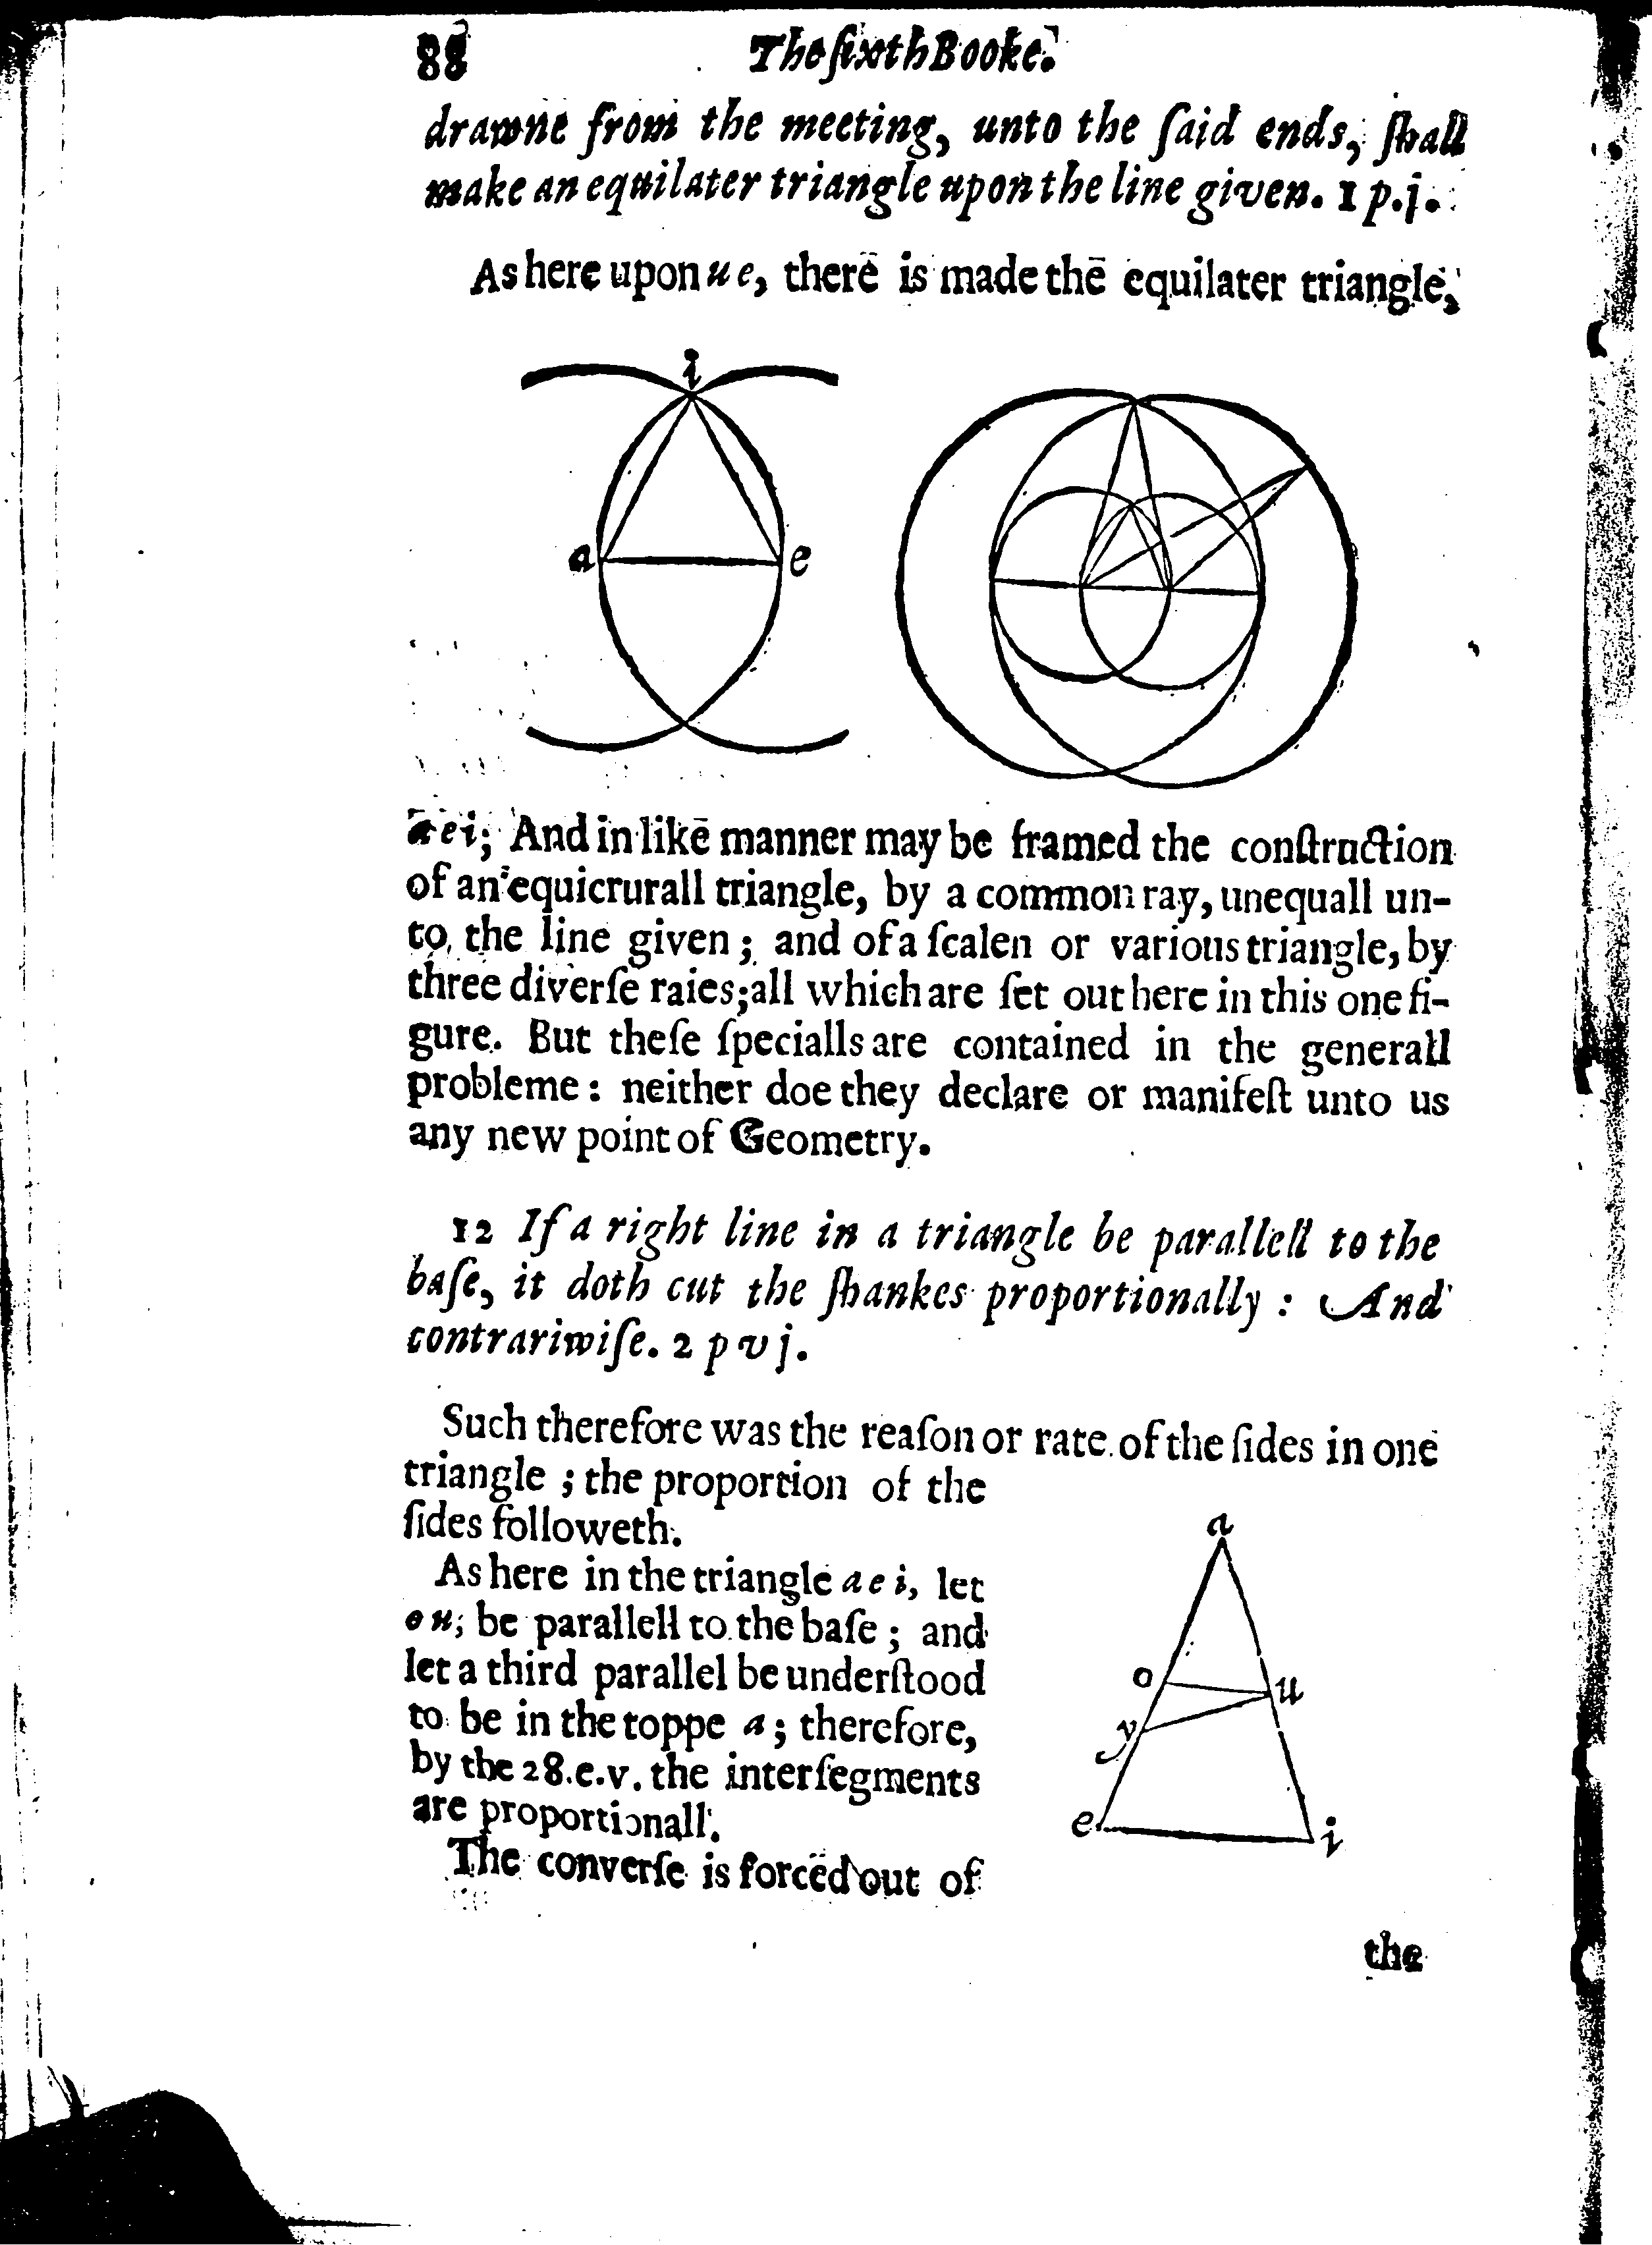 88 The ſixth Booke.
drawne from the meeting, unto the ſaid ends, ſhall
make an equilater triangle upon the line given. 1 p.j.
As here upon ue, there is made the equilater triangle,
i
a
e
aei; And in like manner may be framed the conſtruction
of an equicrurall triangle, by a common ray, unequall un-
to the line given; and of a ſcalen or various triangle, by
three diverſe raies; all which are ſet out here in this one fi-
gure. But theſe ſpecialls are contained in the generall
probleme: neither doe they declare or manifeſt unto us
any new point of Geometry.
12 If a right line in a triangle be parallell to the
baſe, it doth cut the ſhankes proportionally: And
contrariwiſe. 2 p vj.
Such therefore was the reaſon or rate of the ſides in one
triangle; the proportion of the
ſides followeth.
As here in the triangle aei, let
ou, be parallell to the baſe; and
let a third parallel be underſtood
to be in the toppe a; therefore,
by the 28.e.v. the interſegments
are proportionall.
The converſe is forced out of
a
o
u
y
e
i
the